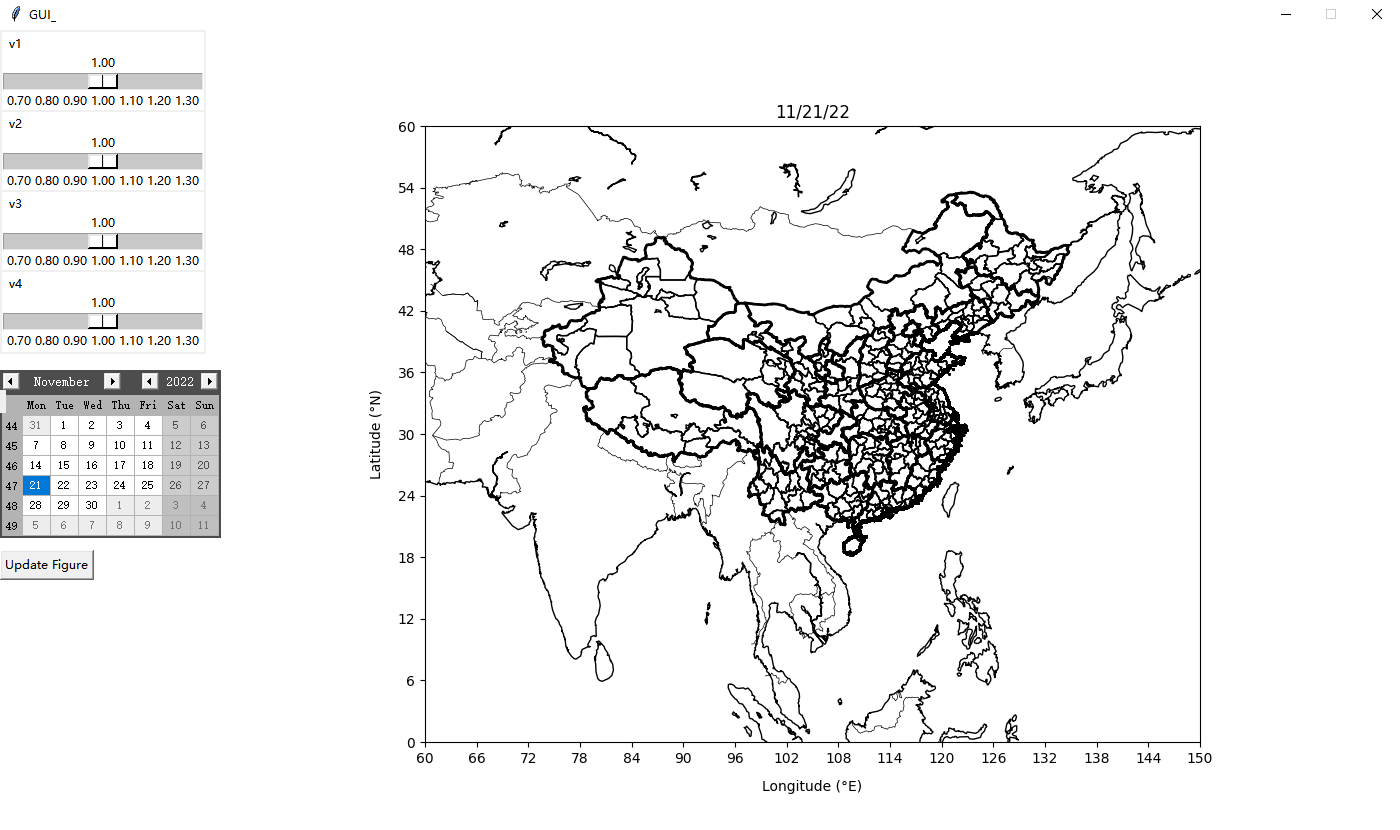 GUI_
v1
1.00
0.70 0.80 0.90 1.00 1.10 1.20 1.30
v2
1.00
0.70 0.80 0.90 1.00 1.10 1.20 1.30
v3
1.00
0.70 0.80 0.90 1.00 1.10 1.20 1.30
v4
1.00
0.70 0.80 0.90 1.00 1.10 1.20 1.30
November 2022
Mon Tue Wed Thu Fri Sat Sun
44 31 1 2 3 4 5 6
45 7 8 9 10 11 12 13
46 14 15 16 17 18 19 20
47 21 22 23 24 25 26 27
48 28 29 30 1 2 3 4
49 5 6 7 8 9 10 11
Update Figure
11/21/22
60
54
48
42
36
30
24
18
12
6
0
Latitude (°N)
60 66 72 78 84 90 96 102 108 114 120 126 132 138 144 150
Longitude (°E)